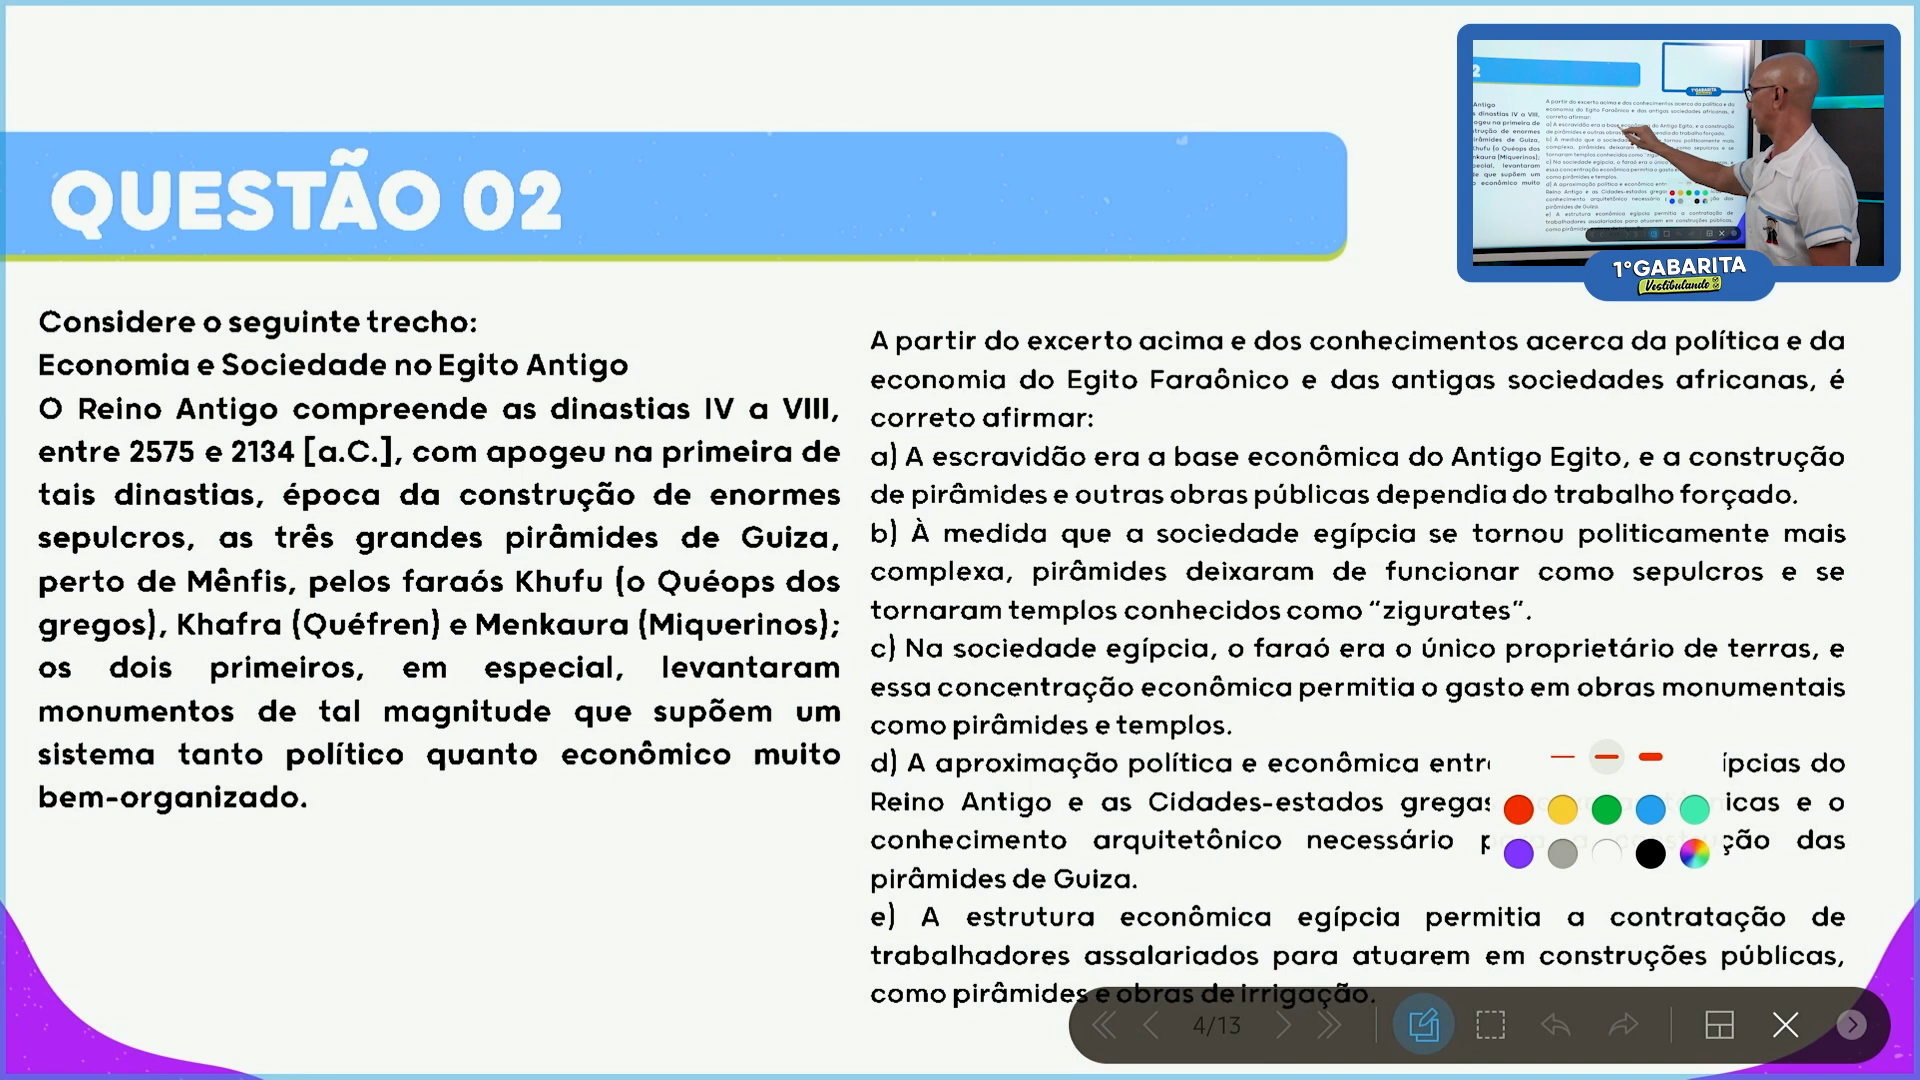 QUESTÃO 02
1°GABARITA
Vestibulando
Considere o seguinte trecho:
Economia e Sociedade no Egito Antigo
O Reino Antigo compreende as dinastias IV a VIII,
entre 2575 e 2134 [a.C.], com apogeu na primeira de
tais dinastias, época da construção de enormes
sepulcros, as três grandes pirâmides de Guiza,
perto de Mênfis, pelos faraós Khufu (o Quéops dos
gregos), Khafra (Quéfren) e Menkaura (Miquerinos);
os dois primeiros, em especial, levantaram
monumentos de tal magnitude que supõem um
sistema tanto político quanto econômico muito
bem-organizado.
A partir do excerto acima e dos conhecimentos acerca da política e da
economia do Egito Faraônico e das antigas sociedades africanas, é
correto afirmar:
a) A escravidão era a base econômica do Antigo Egito, e a construção
de pirâmides e outras obras públicas dependia do trabalho forçado.
b) À medida que a sociedade egípcia se tornou politicamente mais
complexa, pirâmides deixaram de funcionar como sepulcros e se
tornaram templos conhecidos como “zigurates”.
c) Na sociedade egípcia, o faraó era o único proprietário de terras, e
essa concentração econômica permitia o gasto em obras monumentais
como pirâmides e templos.
d) A aproximação política e econômica do
Reino Antigo e as Cidades-estados gregas e o
conhecimento arquitetônico necessário das
pirâmides de Guiza.
e) A estrutura econômica egípcia permitia a contratação de
trabalhadores assalariados para atuarem em construções públicas,
como pirâmides e obras de irrigação.
4/13